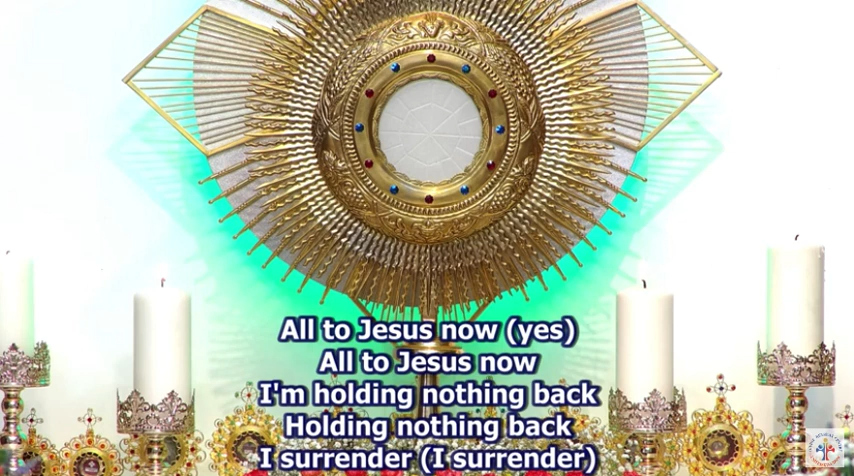 All to Jesus now (yes)
All to Jesus now
I'm holding nothing back
Holding nothing back
I surrender (I surrender)